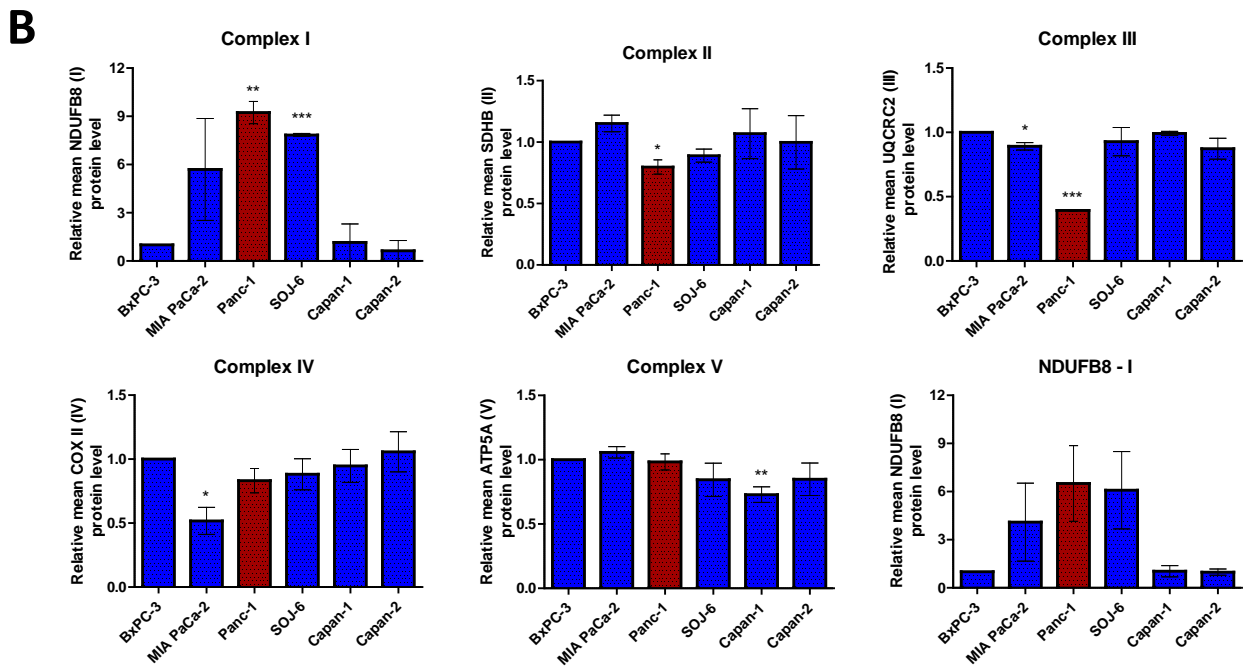 B
Complex I
Relative mean NDUFB8 (I)
protein level
12
9
6
3
0
**
***
BxPC-3
MIA PaCa-2
Panc-1
SOJ-6
Capan-1
Capan-2
Complex II
Relative mean SDHB (II)
protein level
1.5
1.0
0.5
0.0
*
BxPC-3
MIA PaCa-2
Panc-1
SOJ-6
Capan-1
Capan-2
Complex III
Relative mean UQCRC2 (III)
protein level
1.5
1.0
0.5
0.0
*
***
BxPC-3
MIA PaCa-2
Panc-1
SOJ-6
Capan-1
Capan-2
Complex IV
Relative mean COX II (IV)
protein level
1.5
1.0
0.5
0.0
*
BxPC-3
MIA PaCa-2
Panc-1
SOJ-6
Capan-1
Capan-2
Complex V
Relative mean ATP5A (V)
protein level
1.5
1.0
0.5
0.0
**
BxPC-3
MIA PaCa-2
Panc-1
SOJ-6
Capan-1
Capan-2
NDUFB8 - I
Relative mean NDUFB8 (I)
protein level
12
9
6
3
0
BxPC-3
MIA PaCa-2
Panc-1
SOJ-6
Capan-1
Capan-2